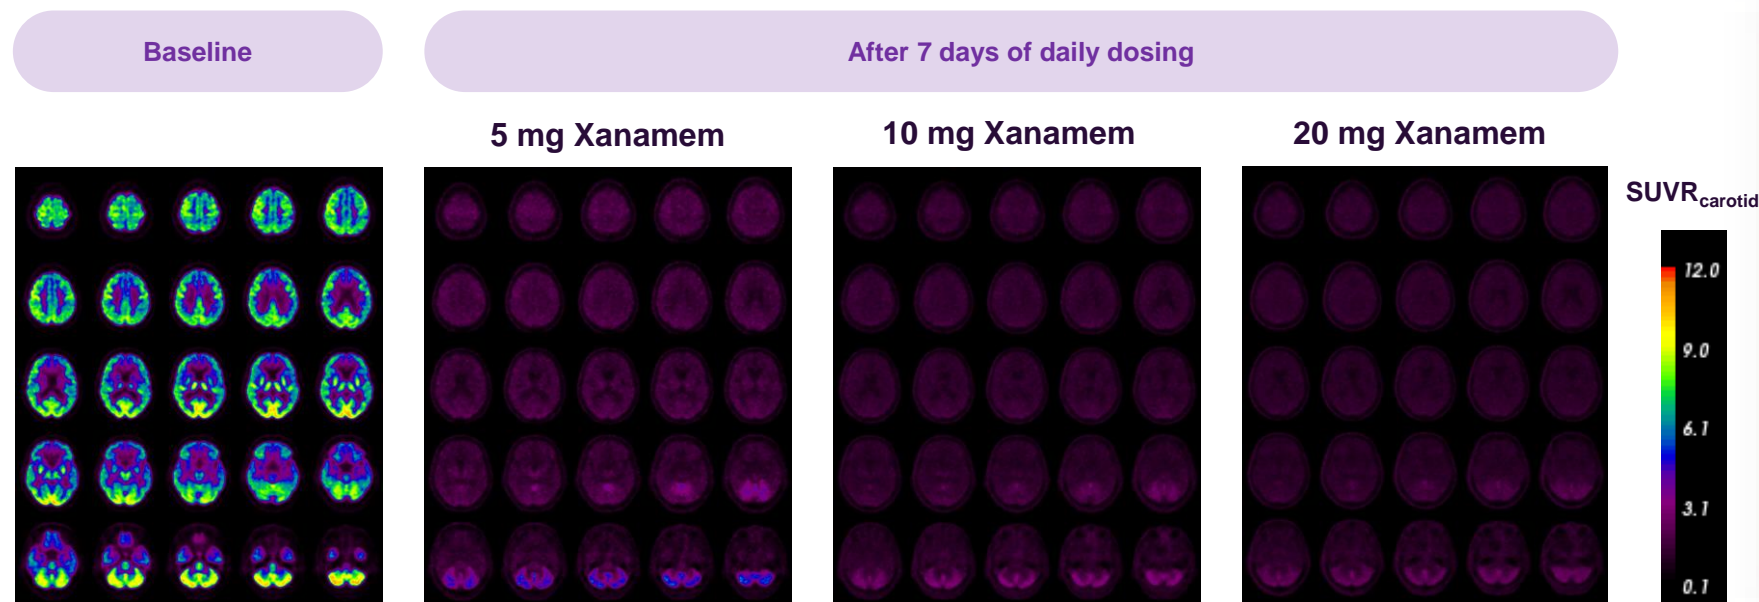 Baseline
After 7 days of daily dosing
5 mg Xanamem
10 mg Xanamem
20 mg Xanamem
SUVRcarotid
12.0
9.0
6.1
3.1
0.1